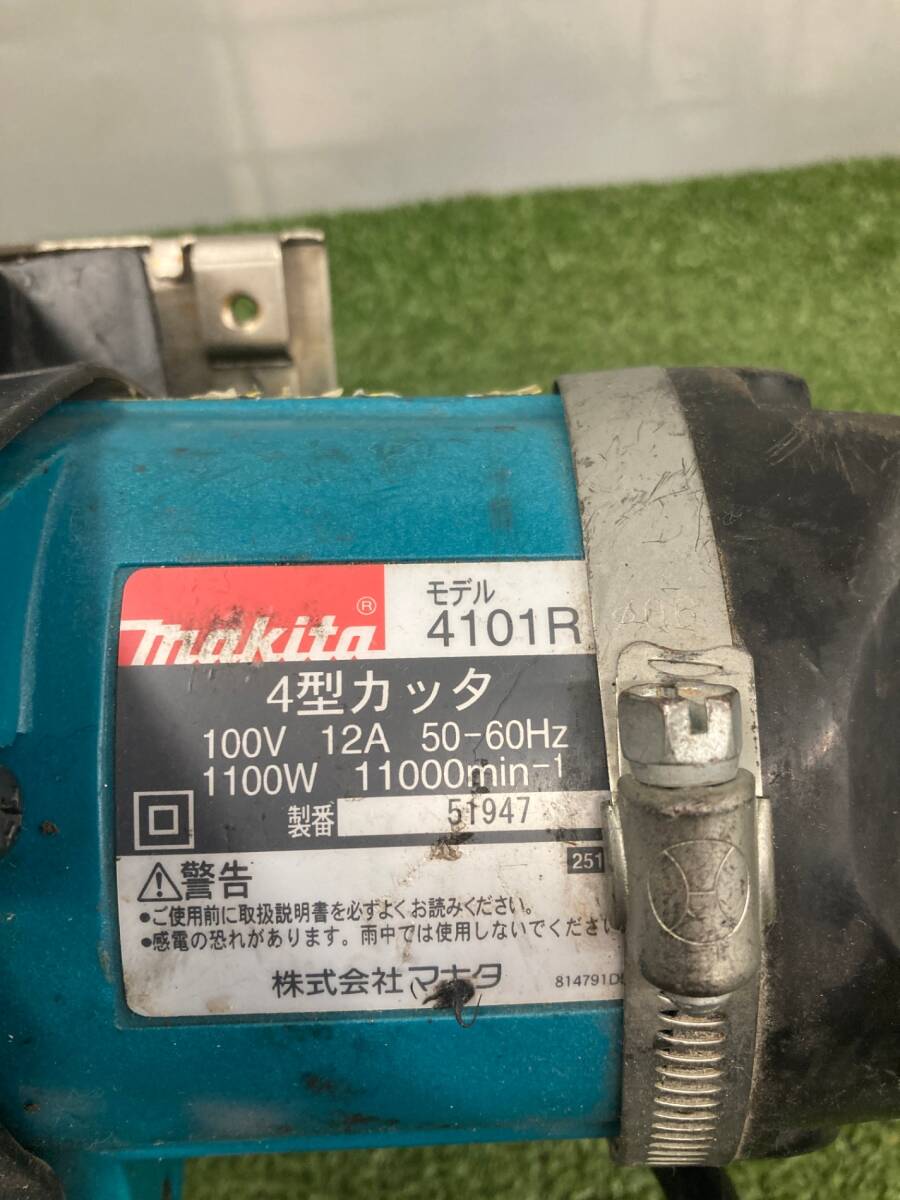 makita®
モデル
4101R
4型カッタ
100V 12A 50-60Hz
1100W 11000min-1
製番 51947
251
警告
•ご使用前に取扱説明書を必ずよくお読みください。
•感電の恐れがあります。雨中では使用しないでください
株式会社マキタ
814791D